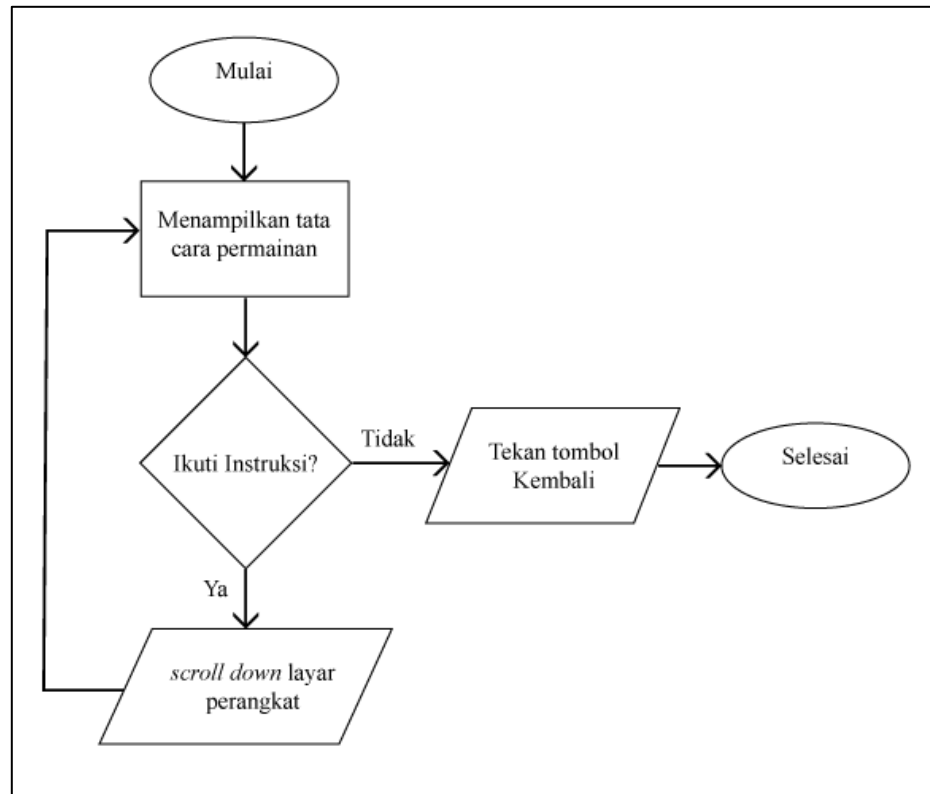 Mulai
Menampilkan tata
cara permainan
Ikuti Instruksi?
Tidak
Tekan tombol
Kembali
Selesai
Ya
scroll down layar
perangkat